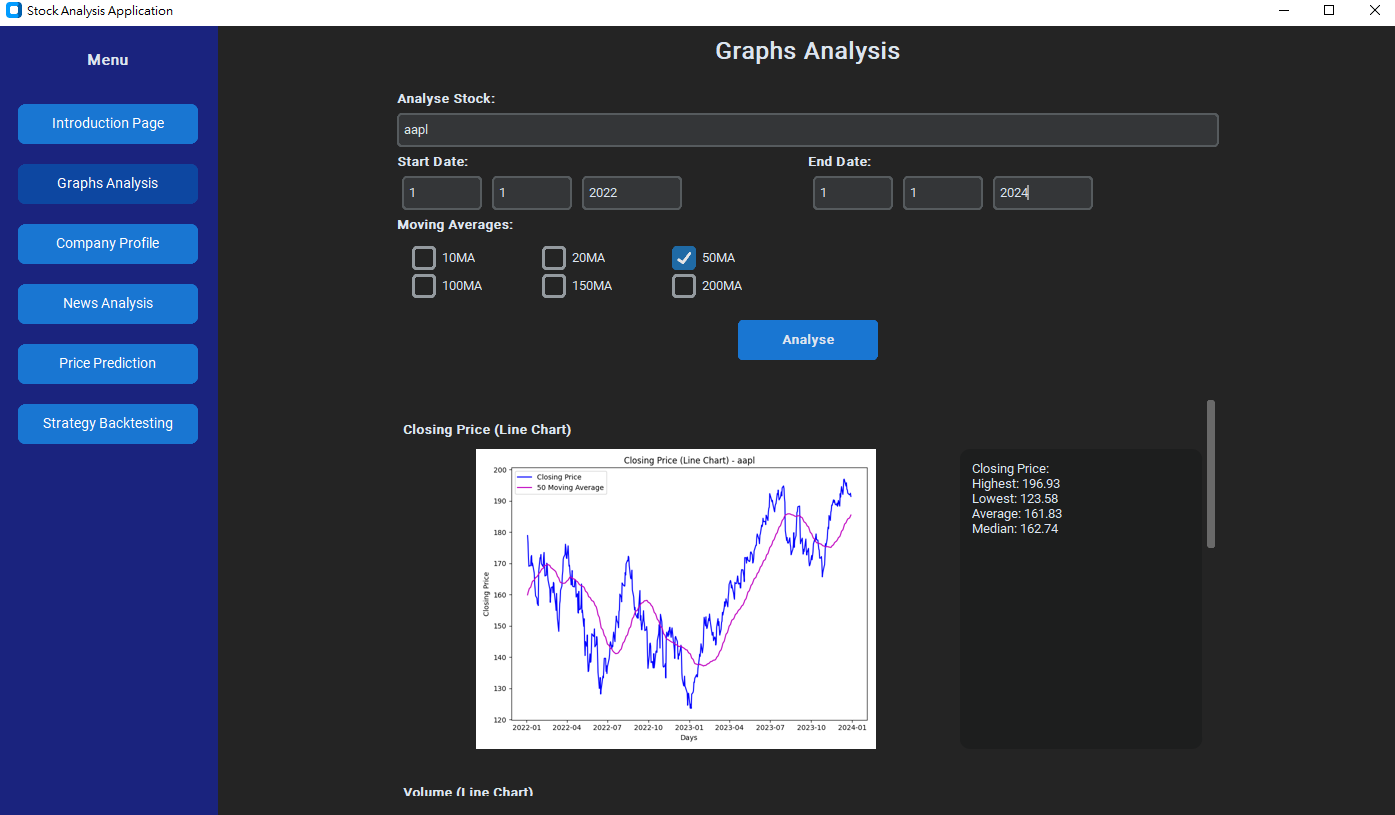 Stock Analysis Application
Menu
Introduction Page
Graphs Analysis
Company Profile
News Analysis
Price Prediction
Strategy Backtesting
Graphs Analysis
Analyse Stock:
aapl
Start Date:
1 1 2022
End Date:
1 1 2024
Moving Averages:
10MA 20MA 50MA
100MA 150MA 200MA
Analyse
Closing Price (Line Chart)
Closing Price (Line Chart) - aapl
Closing Price
50 Moving Average
200
190
180
170
160
150
140
130
120
Closing Price
2022-01 2022-04 2022-07 2022-10 2023-01 2023-04 2023-07 2023-10 2024-01
Days
Closing Price:
Highest: 196.93
Lowest: 123.58
Average: 161.83
Median: 162.74
Volume (Line Chart)